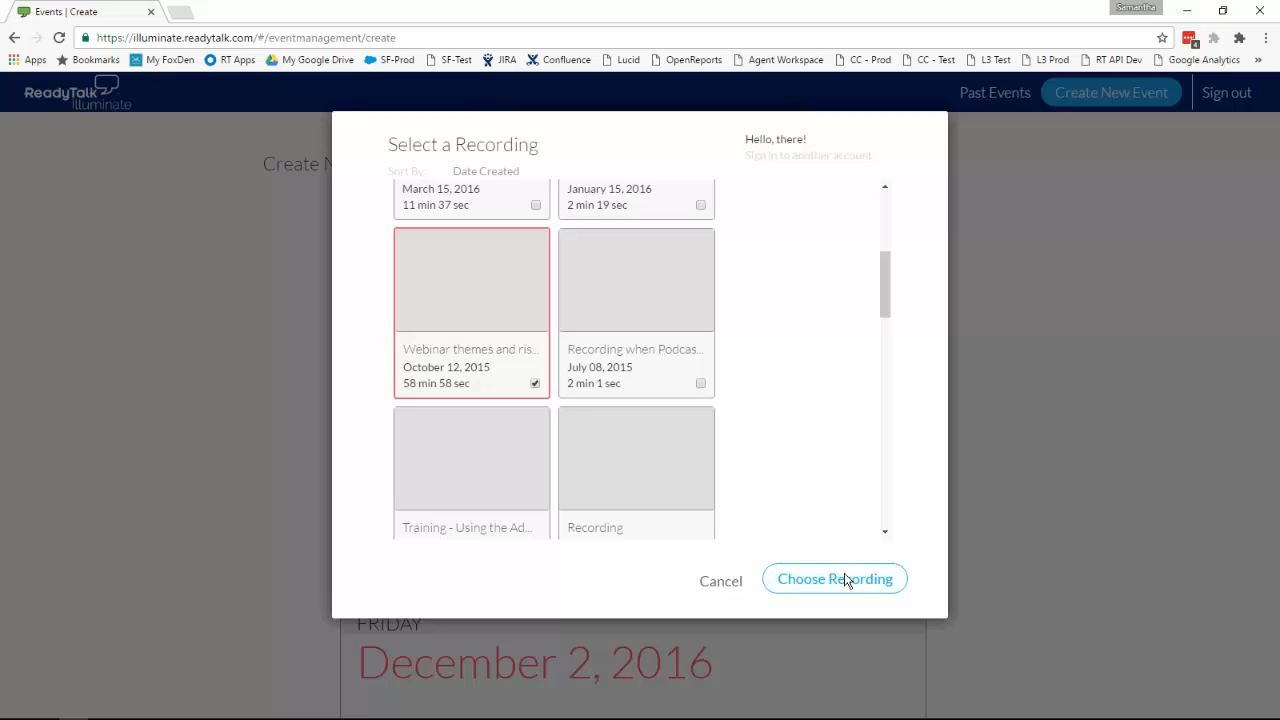 Events | Create
Samantha
https://illuminate.readytalk.com/#/eventmanagement/create
4
Apps Bookmarks My FoxDen RT Apps My Google Drive SF-Prod SF-Test JIRA Confluence Lucid OpenReports Agent Workspace CC - Prod CC - Test L3 Test L3 Prod RT API Dev Google Analytics »
ReadyTalk
illuminate
Past Events Create New Event Sign out
Create N
Select a Recording
Hello, there!
Sign in to another account
Sort By: Date Created
March 15, 2016
11 min 37 sec
January 15, 2016
2 min 19 sec
Webinar themes and ris...
October 12, 2015
58 min 58 sec
Recording when Podcas...
July 08, 2015
2 min 1 sec
Training - Using the Ad...
Recording
Cancel
Choose Recording
FRIDAY
December 2, 2016